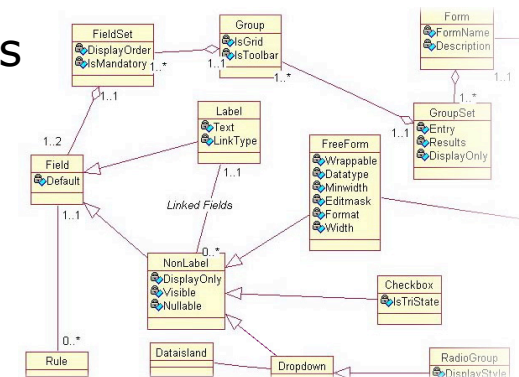 s
FieldSet
DisplayOrder
IsMandatory
1..*
1..1
Group
IsGrid
IsToolbar
1..1
1..*
Form
FormName
Description
1..1
1..*
GroupSet
Entry
Results
DisplayOnly
1..1
1..2
Label
Text
LinkType
1..1
FreeForm
Wrappable
Datatype
Minwidth
Editmask
Format
Width
Field
Default
1..1
Linked Fields
0..*
NonLabel
DisplayOnly
Visible
Nullable
Checkbox
IsTriState
0..*
Rule
Dataisland
Dropdown
RadioGroup
DisplayStyle